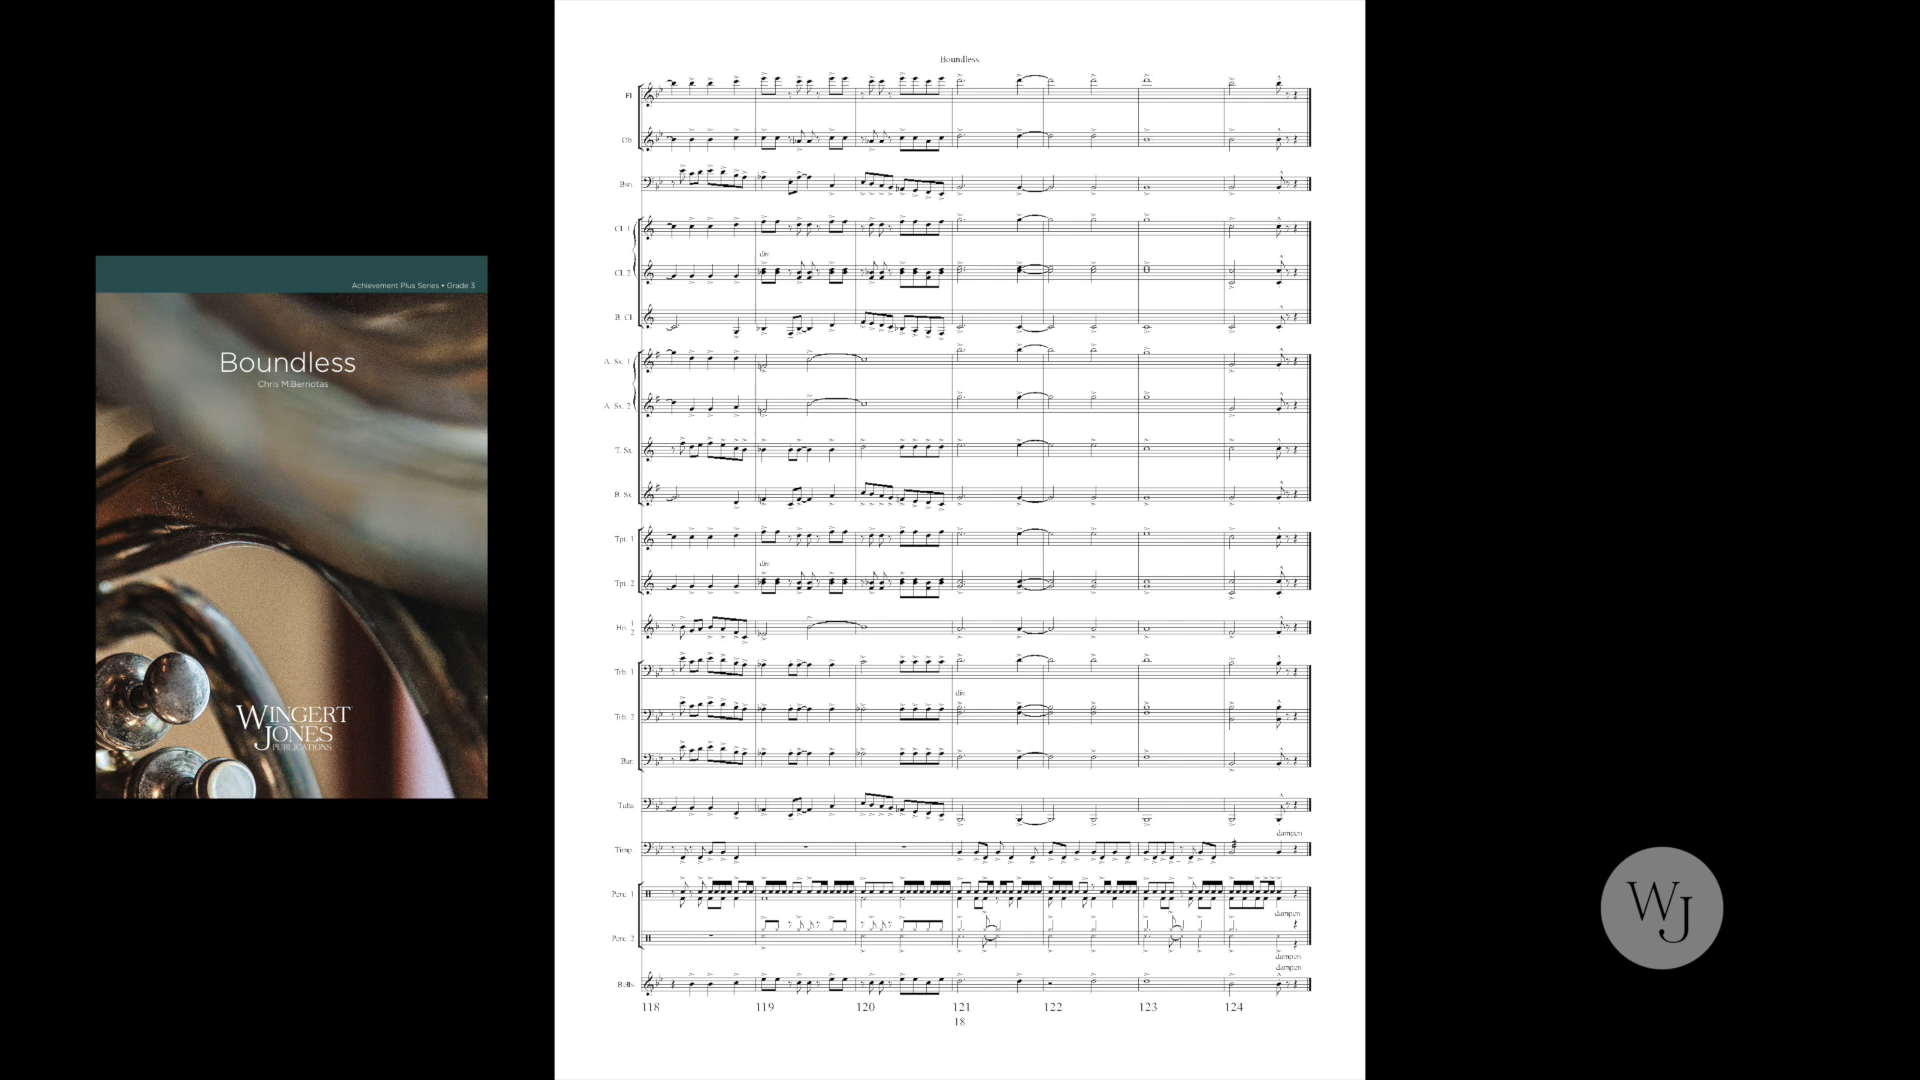 Achievement Plus Series • Grade 3
Boundless
Chris M.Bernotas
WINGERT
JONES
PUBLICATIONS
Boundless
Fl.
Ob.
Bsn.
Cl. 1
div.
Cl. 2
B. Cl.
A. Sx. 1
A. Sx. 2
T. Sx.
B. Sx.
Tpt. 1
div.
Tpt. 2
Hn. 1
2
Trb. 1
div.
Trb. 2
Bar.
Tuba
dampen
Timp.
Perc. 1
dampen
Perc. 2
dampen
dampen
Bells
118 119 120 121 122 123 124
18
WJ